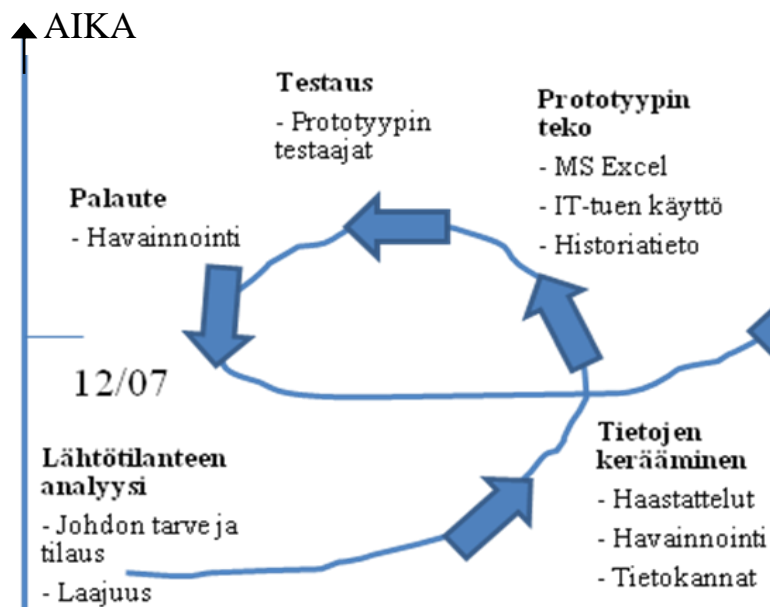 AIKA
Testaus
- Prototyypin
testaajat
Prototyypin
teko
- MS Excel
- IT-tuen käyttö
- Historiatieto
Palaute
- Havainnointi
12/07
Lähtötilanteen
analyysi
- Johdon tarve ja
tilaus
- Laajuus
Tietojen
kerääminen
- Haastattelut
- Havainnointi
- Tietokannat